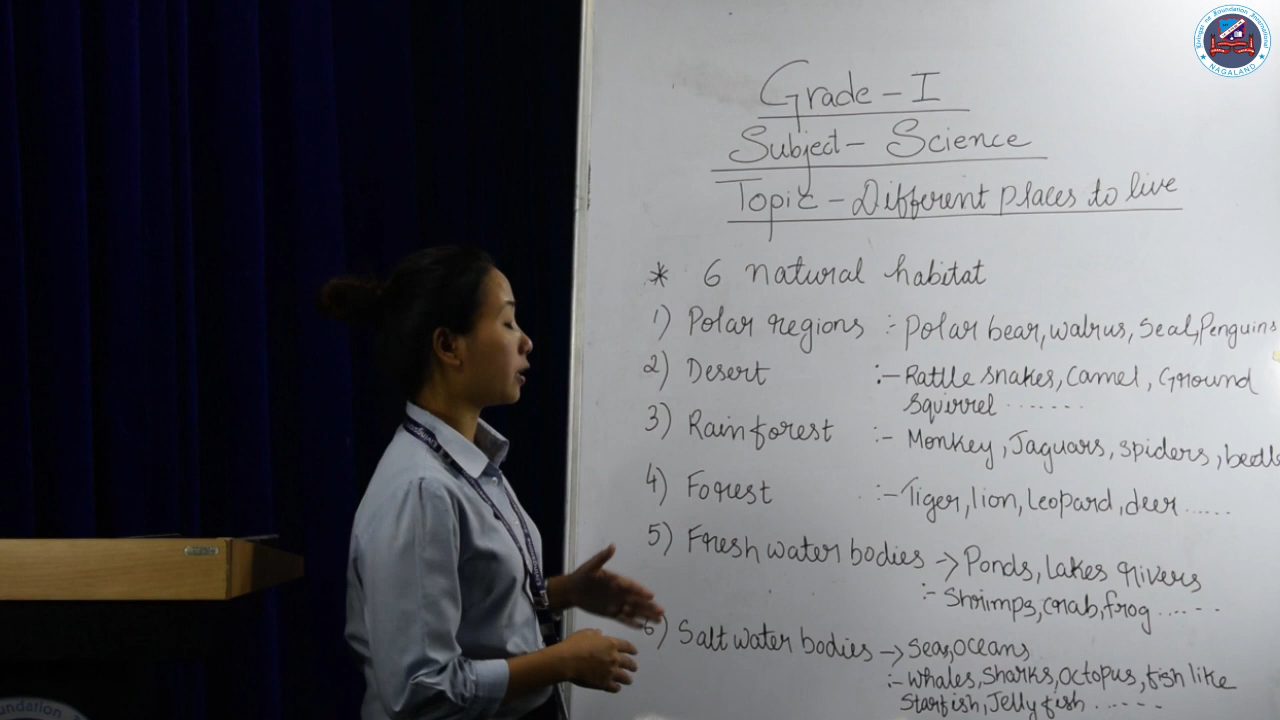 Grade - I
Subject - Science
Topic - Different places to live
* 6 natural habitat
1) Polar regions :- Polar bear, walrus, Seal, Penguins
2) Desert :- Rattle snakes, Camel, Ground
Squirrel .......
3) Rainforest :- Monkey, Jaguars, spiders,
4) Forest :- Tiger, lion, Leopard, deer ......
5) Fresh water bodies → Ponds, Lakes rivers
:- Shrimps, crab, frog ......
6) Salt water bodies → Seas, oceans
:- Whales, Sharks, Octopus, fish like
Starfish, Jelly fish ......
Foundation International
NAGALAND